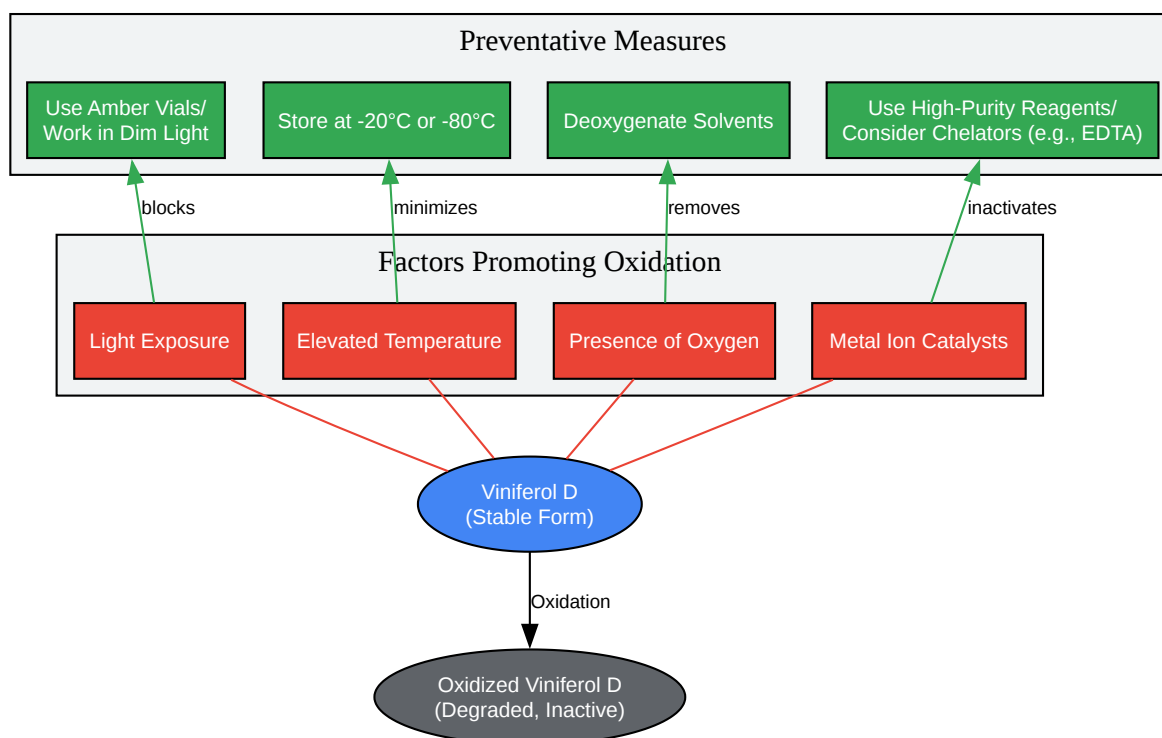 Preventative Measures
Use Amber Vials/
Work in Dim Light
Store at -20°C or -80°C
Deoxygenate Solvents
Use High-Purity Reagents/
Consider Chelators (e.g., EDTA)
blocks
minimizes
removes
inactivates
Factors Promoting Oxidation
Light Exposure
Elevated Temperature
Presence of Oxygen
Metal Ion Catalysts
Viniferol D
(Stable Form)
Oxidation
Oxidized Viniferol D
(Degraded, Inactive)